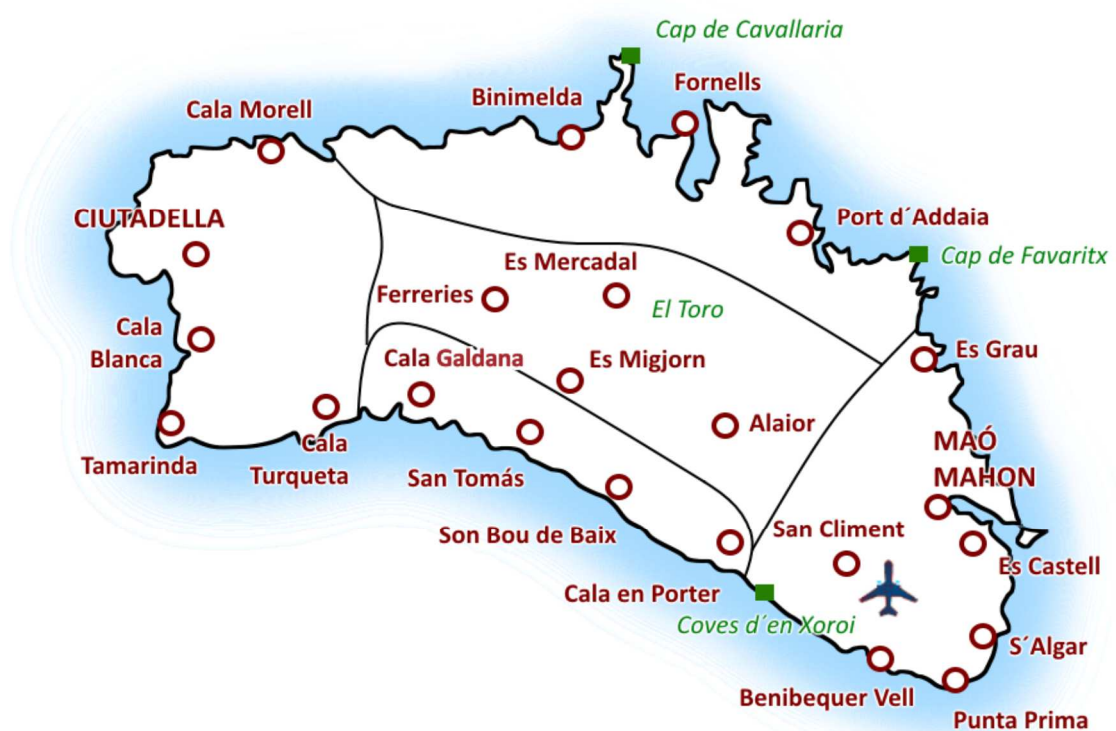 Cap de Cavallaria
Fornells
Binimelda
Cala Morell
CIUTADELLA
Port d´Addaia
Cap de Favaritx
Es Mercadal
Ferreries
El Toro
Cala
Blanca
Cala Galdana
Es Migjorn
Es Grau
Alaior
MAÓ
MAHON
Tamarinda
Cala
Turqueta
San Tomás
Son Bou de Baix
San Climent
Es Castell
Cala en Porter
Coves d´en Xoroi
S´Algar
Benibequer Vell
Punta Prima